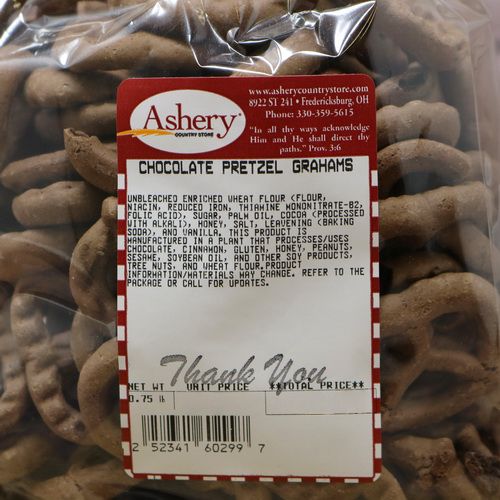 Ashery
COUNTRY STORE
www.asherycountrystore.com
8922 ST 241 • Fredericksburg, OH
Phone: 330-359-5615
"In all thy ways acknowledge
Him and He shall direct thy
paths." Prov. 3:6
CHOCOLATE PRETZEL GRAHAMS
UNBLEACHED ENRICHED WHEAT FLOUR (FLOUR,
NIACIN, REDUCED IRON, THIAMINE MONONITRATE-B2,
FOLIC ACID), SUGAR, PALM OIL, COCOA (PROCESSED
WITH ALKALI), HONEY, SALT, LEAVENING (BAKING
SODA), AND VANILLA. THIS PRODUCT IS
MANUFACTURED IN A PLANT THAT PROCESSES/USES
CHOCOLATE, CINNAMON, GLUTEN, HONEY, PEANUTS,
SESAME, SOYBEAN OIL, AND OTHER SOY PRODUCTS,
TREE NUTS, AND WHEAT FLOUR.PRODUCT
INFORMATION/MATERIALS MAY CHANGE. REFER TO THE
PACKAGE OR CALL FOR UPDATES.
Thank You
NET WT UNIT PRICE **TOTAL PRICE**
0.75 lb
2 52341 60299 7